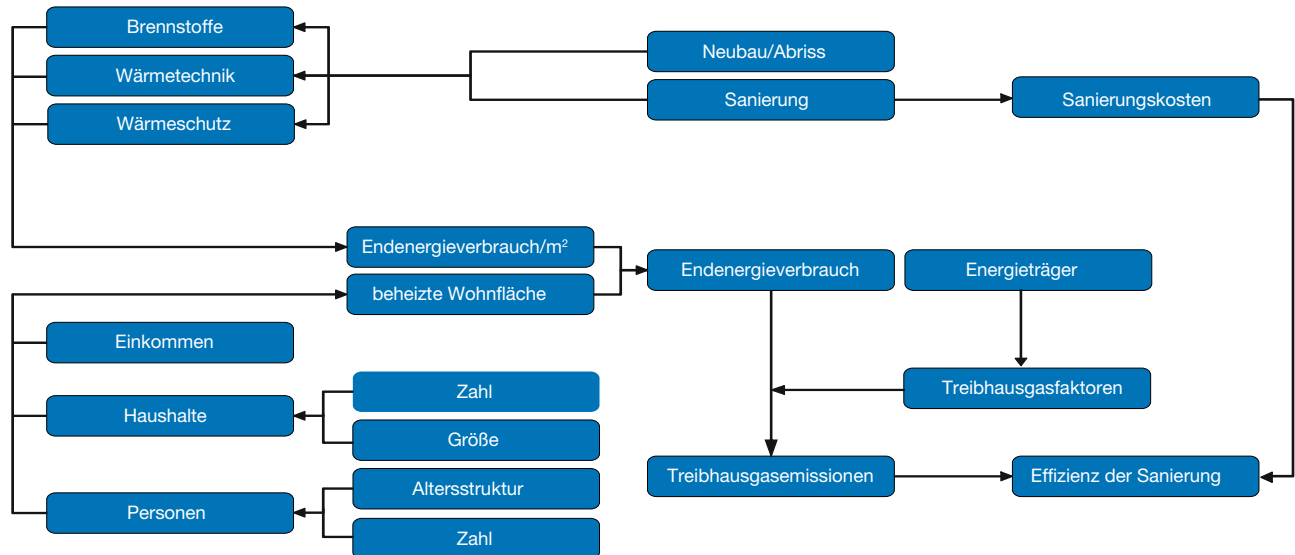 Brennstoffe
Wärmetechnik
Wärmeschutz
Neubau/Abriss
Sanierung
Sanierungskosten
Endenergieverbrauch/m²
beheizte Wohnfläche
Endenergieverbrauch
Energieträger
Einkommen
Haushalte
Personen
Zahl
Größe
Altersstruktur
Zahl
Treibhausgasfaktoren
Treibhausgasemissionen
Effizienz der Sanierung